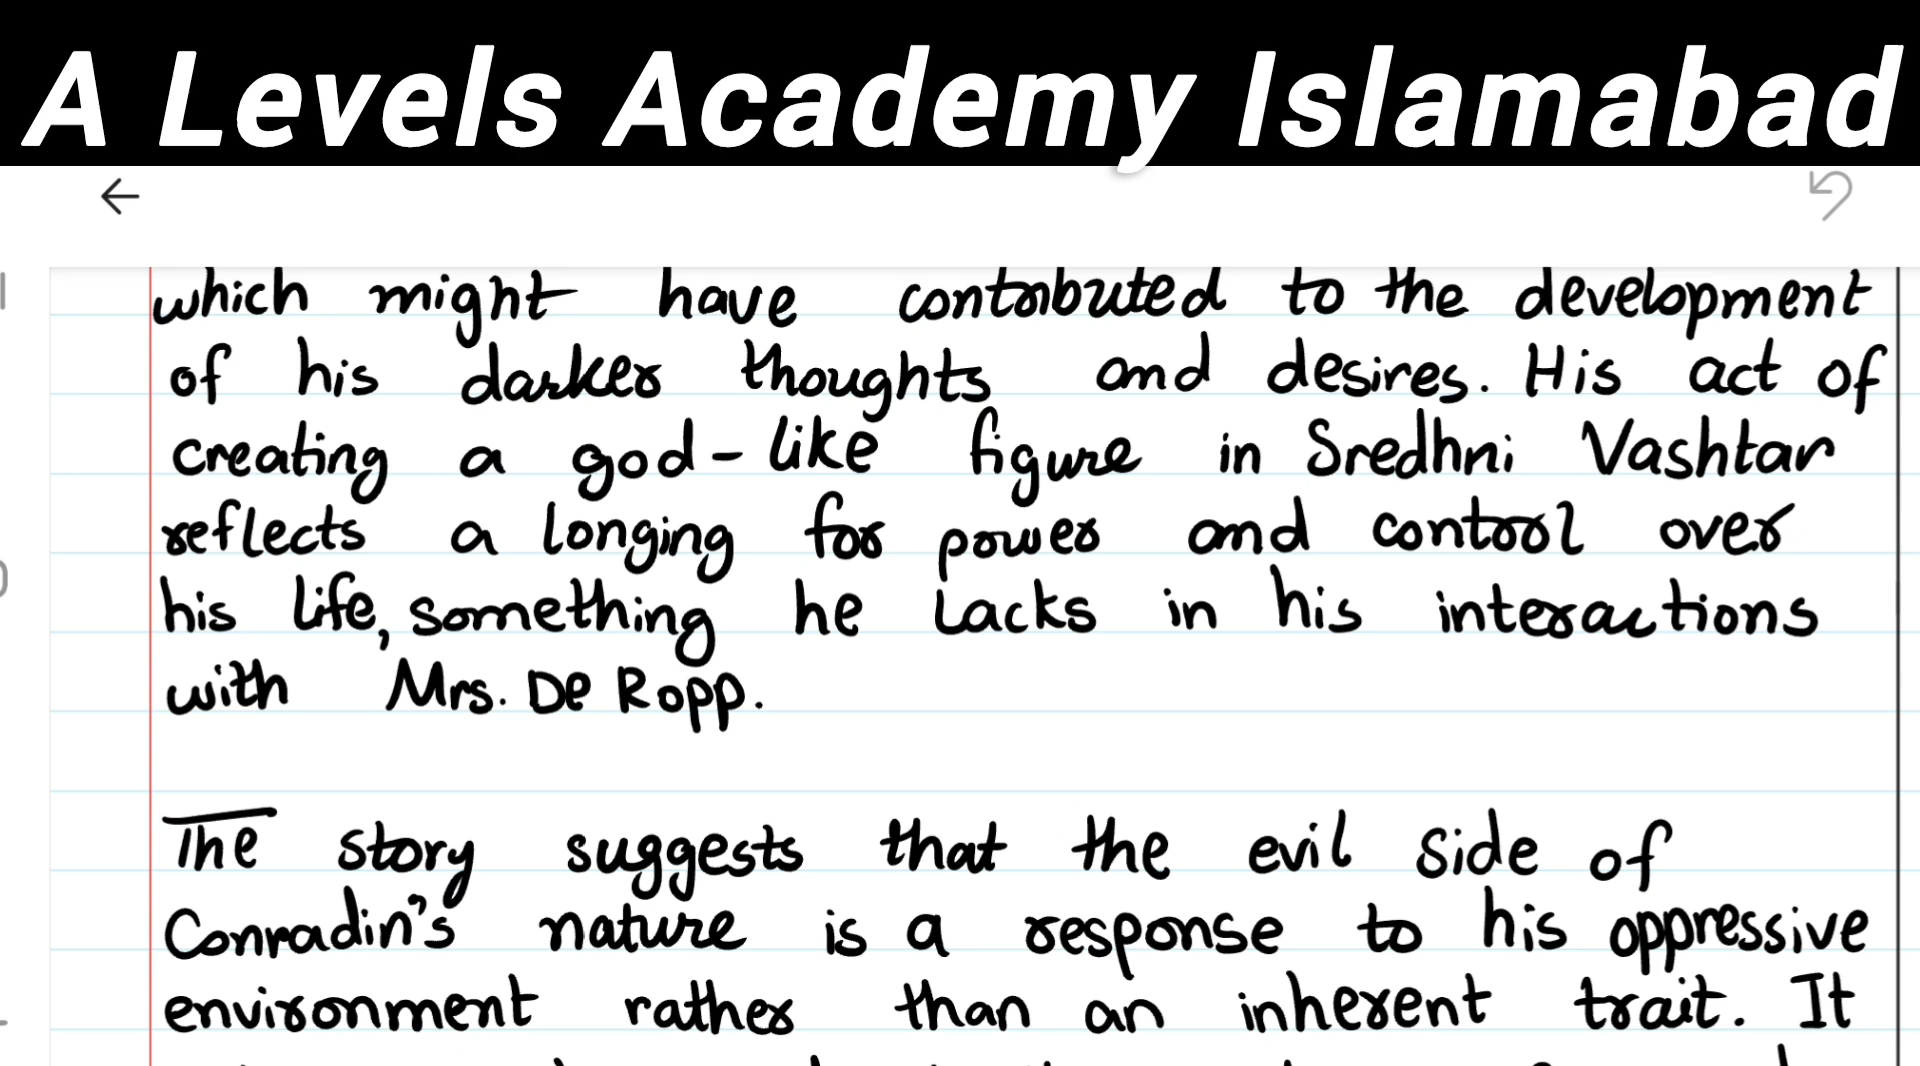 A Levels Academy Islamabad
which might have contributed to the development
of his darker thoughts and desires. His act of
creating a god-like figure in Sredhni Vashtar
reflects a longing for power and control over
his life, something he lacks in his interactions
with Mrs. De Ropp.
The story suggests that the evil side of
Conradin's nature is a response to his oppressive
environment rather than an inherent trait. It